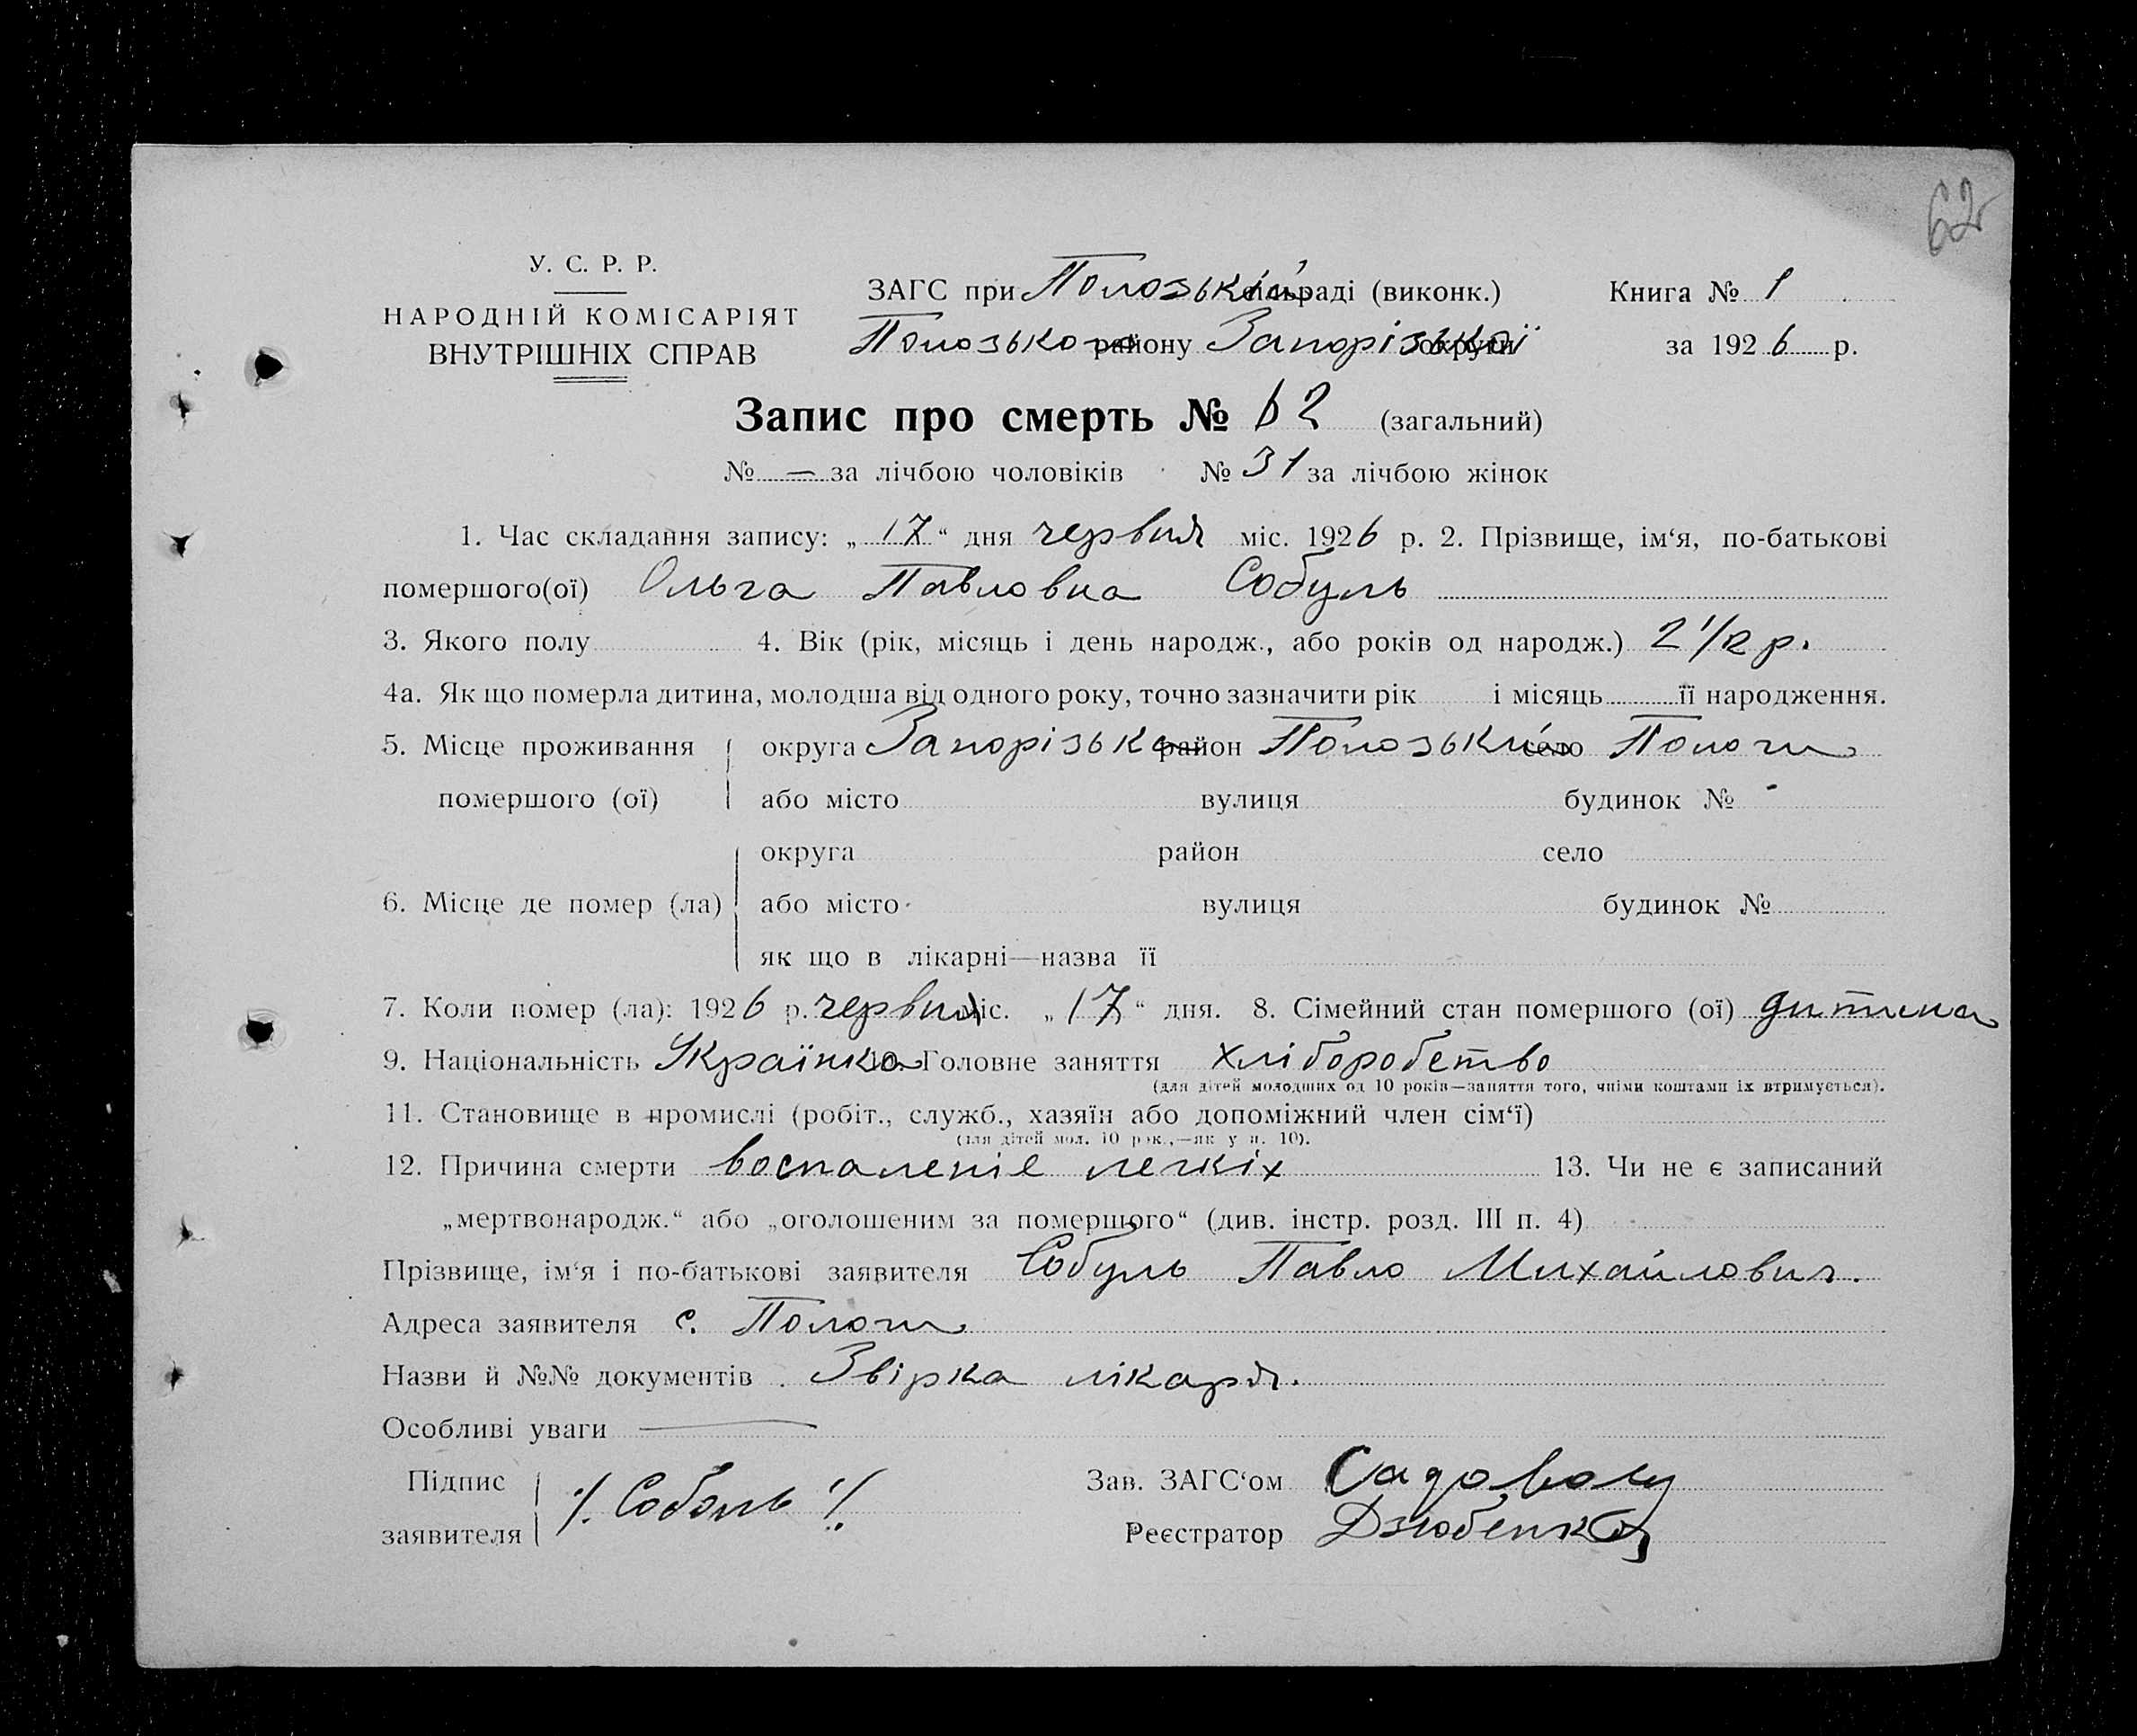 62
У. С. Р. Р.
НАРОДНІЙ КОМІСАРІЯТ
ВНУТРІШНІХ СПРАВ
ЗАГС при Пологській сільраді (виконк.)
Книга № 1
Пологського району Запорізької округи
за 1926 р.
Запис про смерть № 62 (загальний)
№ — за лічбою чоловіків № 31 за лічбою жінок
1. Час складання запису: „17“ дня червня міс. 1926 р. 2. Прізвище, ім‘я, по-батькові
помершого(ої) Ольга Павловна Собуль
3. Якого полу 4. Вік (рік, місяць і день народж., або років од народж.) 2 1/2 р.
4а. Як що померла дитина, молодша від одного року, точно зазначити рік і місяць її народження.
5. Місце проживання округа Запорізька район Пологський село Пологи
помершого (ої) або місто вулиця будинок № -
округа район село
6. Місце де помер (ла) або місто вулиця будинок №
як що в лікарні—назва її
7. Коли помер (ла): 1926 р. червня міс. „17“ дня. 8. Сімейний стан помершого (ої) дитина
9. Національність Українка 10. Головне заняття хліборобство
(для дітей молодших од 10 років—заняття того, чиїми коштами їх втримується).
11. Становище в промислі (робіт., служб., хазяїн або допоміжний член сім‘ї)
(для дітей мол. 10 рок.,—як у п. 10).
12. Причина смерти воспаленіе легкіх 13. Чи не є записаний
„мертвонародж.“ або „оголошеним за померщого“ (див. інстр. розд. III п. 4)
Прізвище, ім‘я і по-батькові заявителя Собуль Павло Михайлович.
Адреса заявителя с. Пологи
Назви й №№ документів Звірка лікаря.
Особливі уваги —
Підпис
заявителя /. Соболь ./.
Зав. ЗАГС‘ом
Реєстратор Дзюбенко